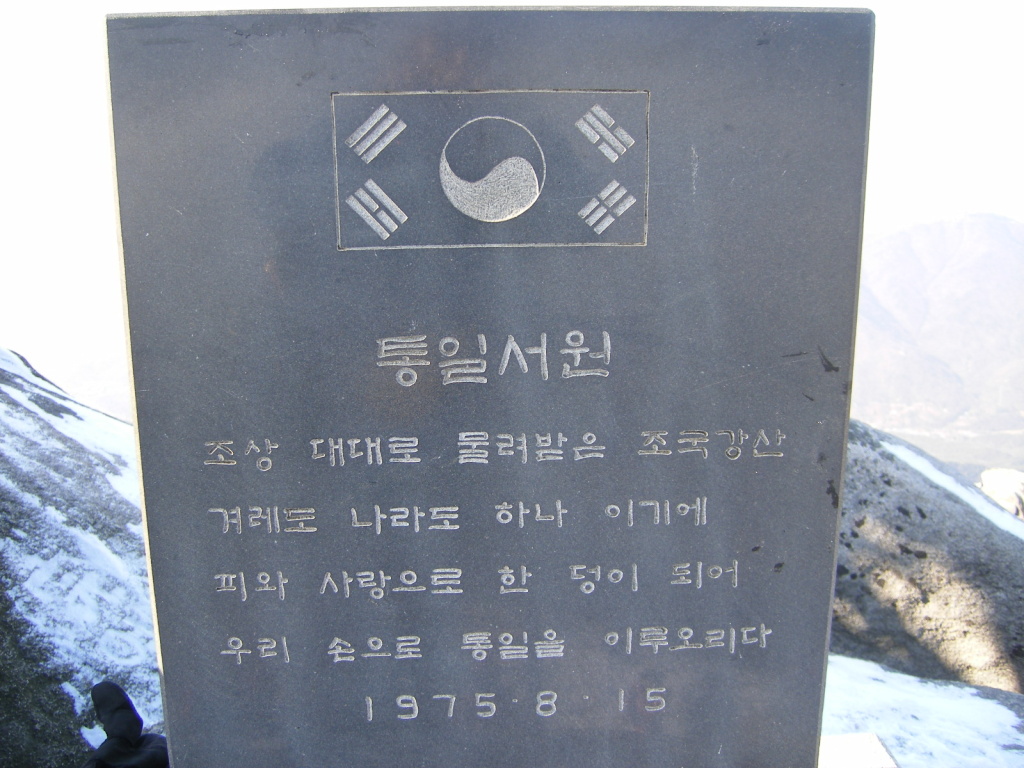 통일서원
조상 대대로 물려받은 조국강산
겨레도 나라도 하나 이기에
피와 사랑으로 한 덩이 되어
우리 손으로 통일을 이루오리다
1975·8·15